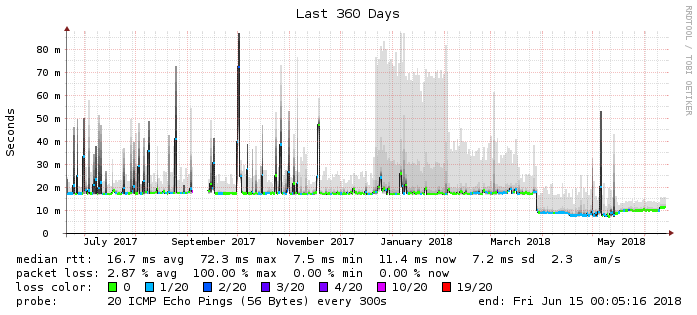 Last 360 Days
RRDTOOL / TOBI OETIKER
Seconds
80 m
70 m
60 m
50 m
40 m
30 m
20 m
10 m
0
July 2017 September 2017 November 2017 January 2018 March 2018 May 2018
median rtt: 16.7 ms avg 72.3 ms max 7.5 ms min 11.4 ms now 7.2 ms sd 2.3 am/s
packet loss: 2.87 % avg 100.00 % max 0.00 % min 0.00 % now
loss color: 0 1/20 2/20 3/20 4/20 10/20 19/20
probe: 20 ICMP Echo Pings (56 Bytes) every 300s end: Fri Jun 15 00:05:16 2018